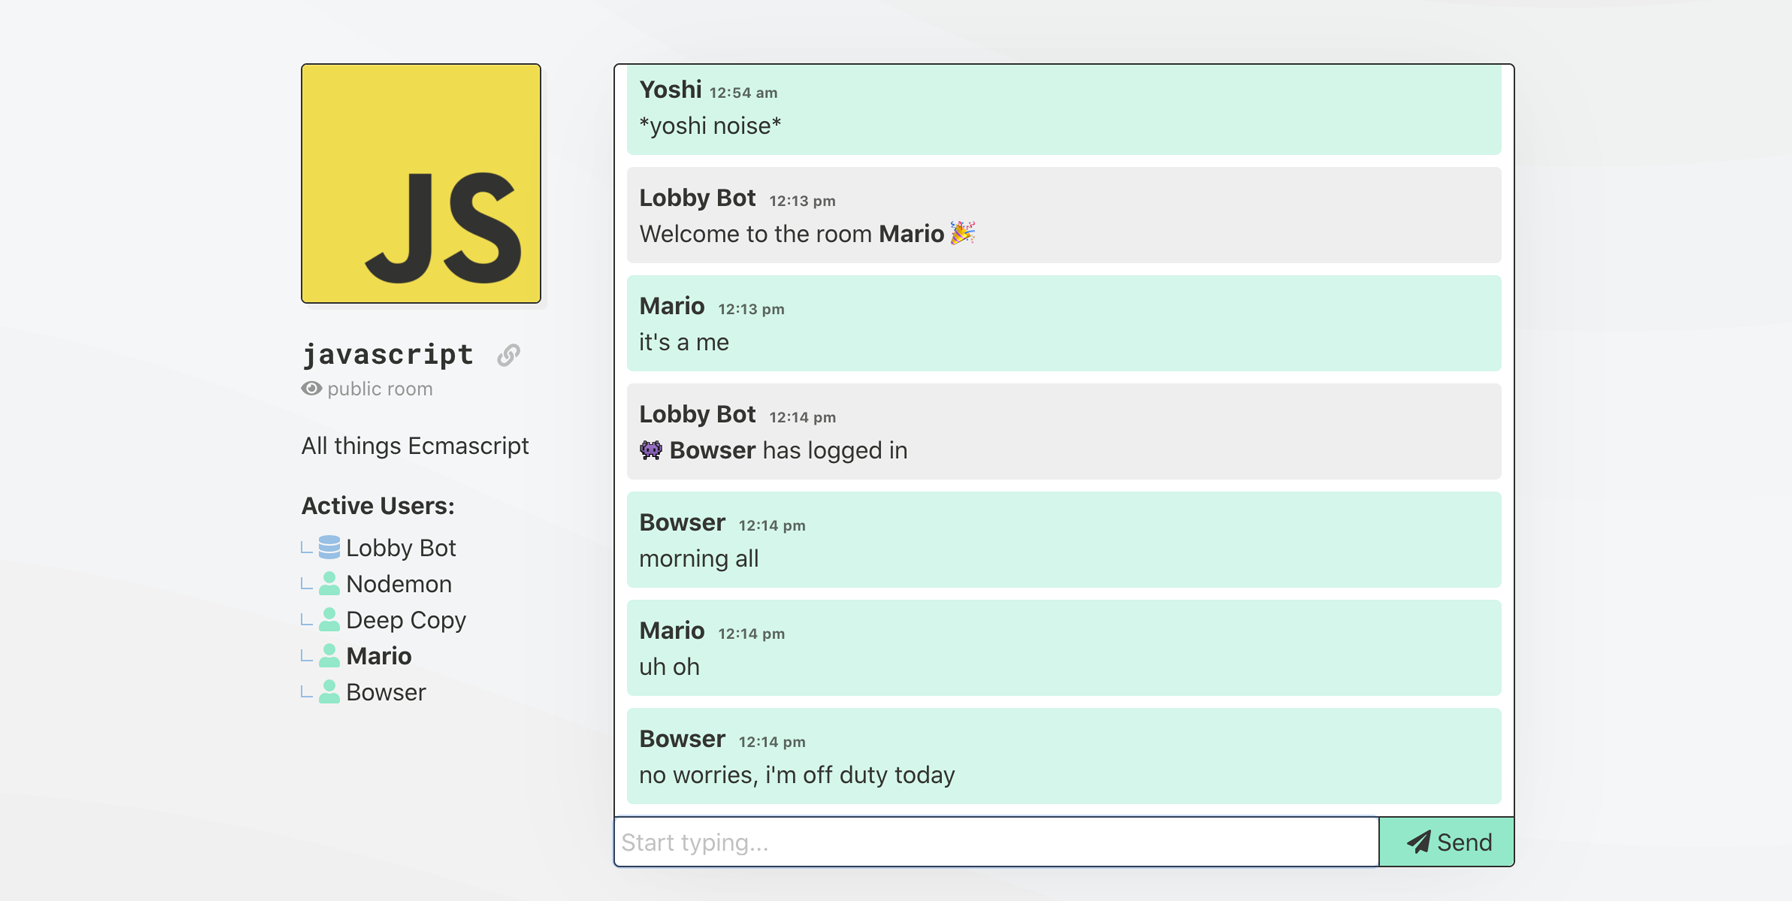 JS
javascript
public room
All things Ecmascript
Active Users:
Lobby Bot
Nodemon
Deep Copy
Mario
Bowser
Yoshi 12:54 am
*yoshi noise*
Lobby Bot 12:13 pm
Welcome to the room Mario 🎉
Mario 12:13 pm
it's a me
Lobby Bot 12:14 pm
👾 Bowser has logged in
Bowser 12:14 pm
morning all
Mario 12:14 pm
uh oh
Bowser 12:14 pm
no worries, i'm off duty today
Start typing...
Send